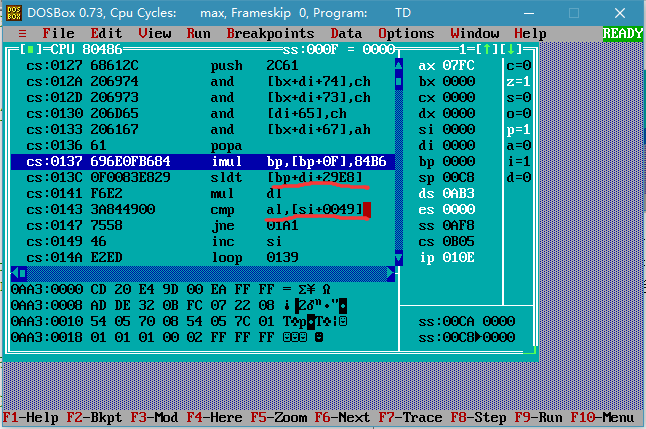 DOSBox 0.73, Cpu Cycles: max, Frameskip 0, Program: TD
≡ File Edit View Run Breakpoints Data Options Window Help READY
[■]=CPU 80486 ss:000F = 0000 1=[↑][↓]
cs:0127 68612C push 2C61 ax 07FC c=0
cs:012A 206974 and [bx+di+74],ch bx 0000 z=1
cs:012D 206973 and [bx+di+73],ch cx 0000 s=0
cs:0130 206D65 and [di+65],ch dx 0000 o=0
cs:0133 206167 and [bx+di+67],ah si 0000 p=1
cs:0136 61 popa di 0000 a=0
cs:0137 696E0FB684 imul bp,[bp+0F],84B6 bp 0000 i=1
cs:013C 0F0083E829 sldt [bp+di+29E8] sp 00C8 d=0
cs:0141 F6E2 mul dl ds 0AB3
cs:0143 3A844900 cmp al,[si+0049] es 0000
cs:0147 7558 jne 01A1 ss 0AF8
cs:0149 46 inc si cs 0B05
cs:014A E2ED loop 0139 ip 010E
0AA3:0000 CD 20 E4 9D 00 EA FF FF = Σ¥ Ω
0AA3:0008 AD DE 32 0B FC 07 22 08
0AA3:0010 54 05 70 08 54 05 7C 01 ss:00CA 0000
0AA3:0018 01 01 01 00 02 FF FF FF ss:00C8►0000
F1-Help F2-Bkpt F3-Mod F4-Here F5-Zoom F6-Next F7-Trace F8-Step F9-Run F10-Menu